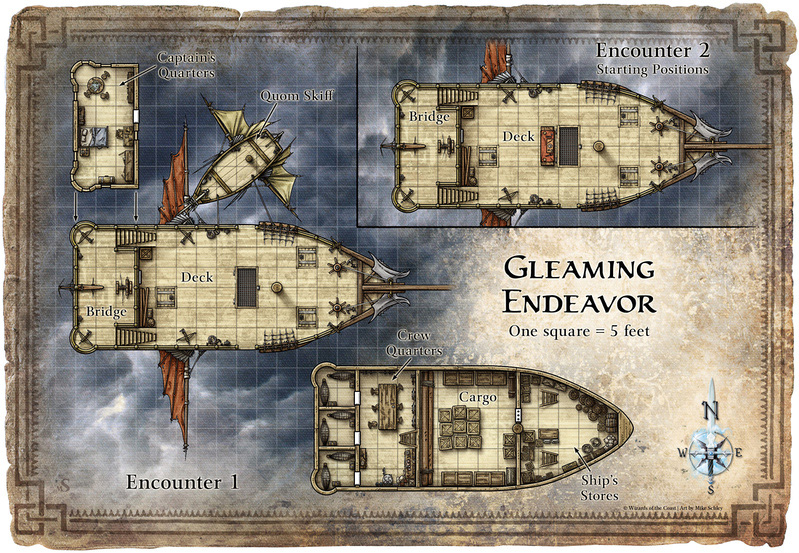 Captain's
Quarters
Quom Skiff
Encounter 2
Starting Positions
Bridge
Deck
Deck
Bridge
Gleaming
Endeavor
One square = 5 feet
Crew
Quarters
Cargo
Encounter 1
Ship's
Stores
N
W
E
S
© Wizards of the Coast | Art by Mike Schley